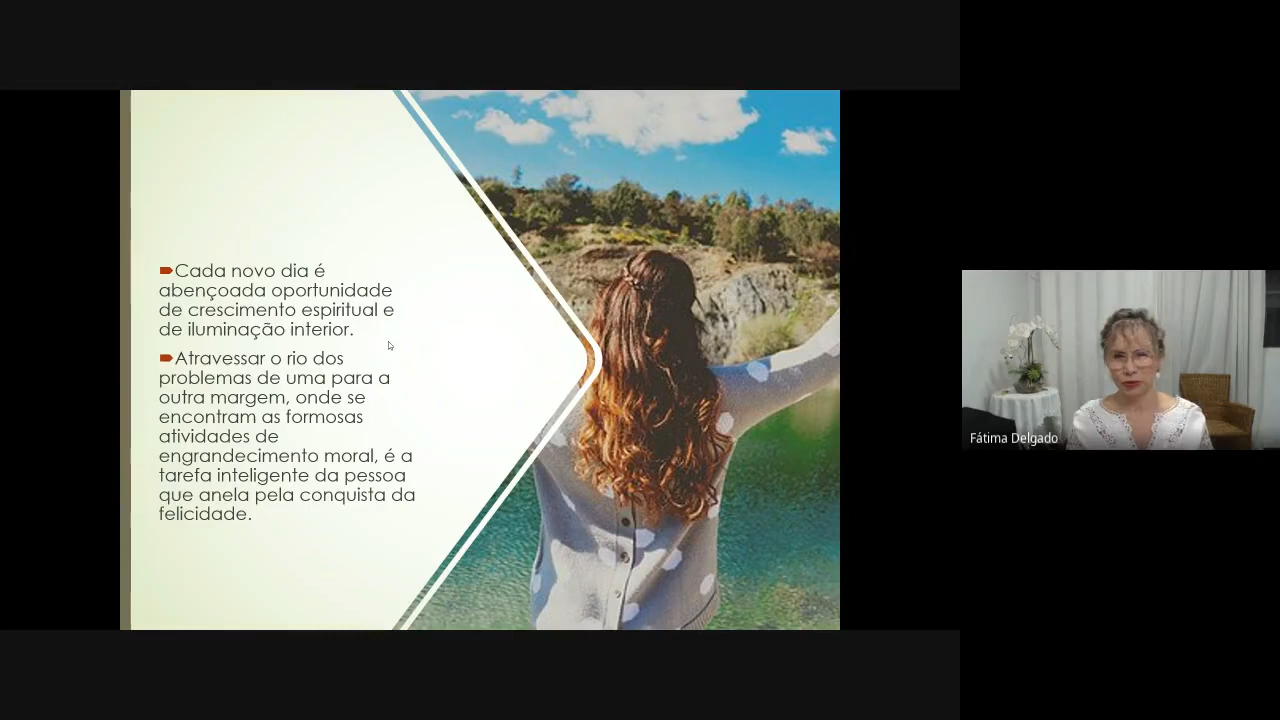 Cada novo dia é
abençoada oportunidade
de crescimento espiritual e
de iluminação interior.
Atravessar o rio dos
problemas de uma para a
outra margem, onde se
encontram as formosas
atividades de
engrandecimento moral, é a
tarefa inteligente da pessoa
que anela pela conquista da
felicidade.
Fátima Delgado